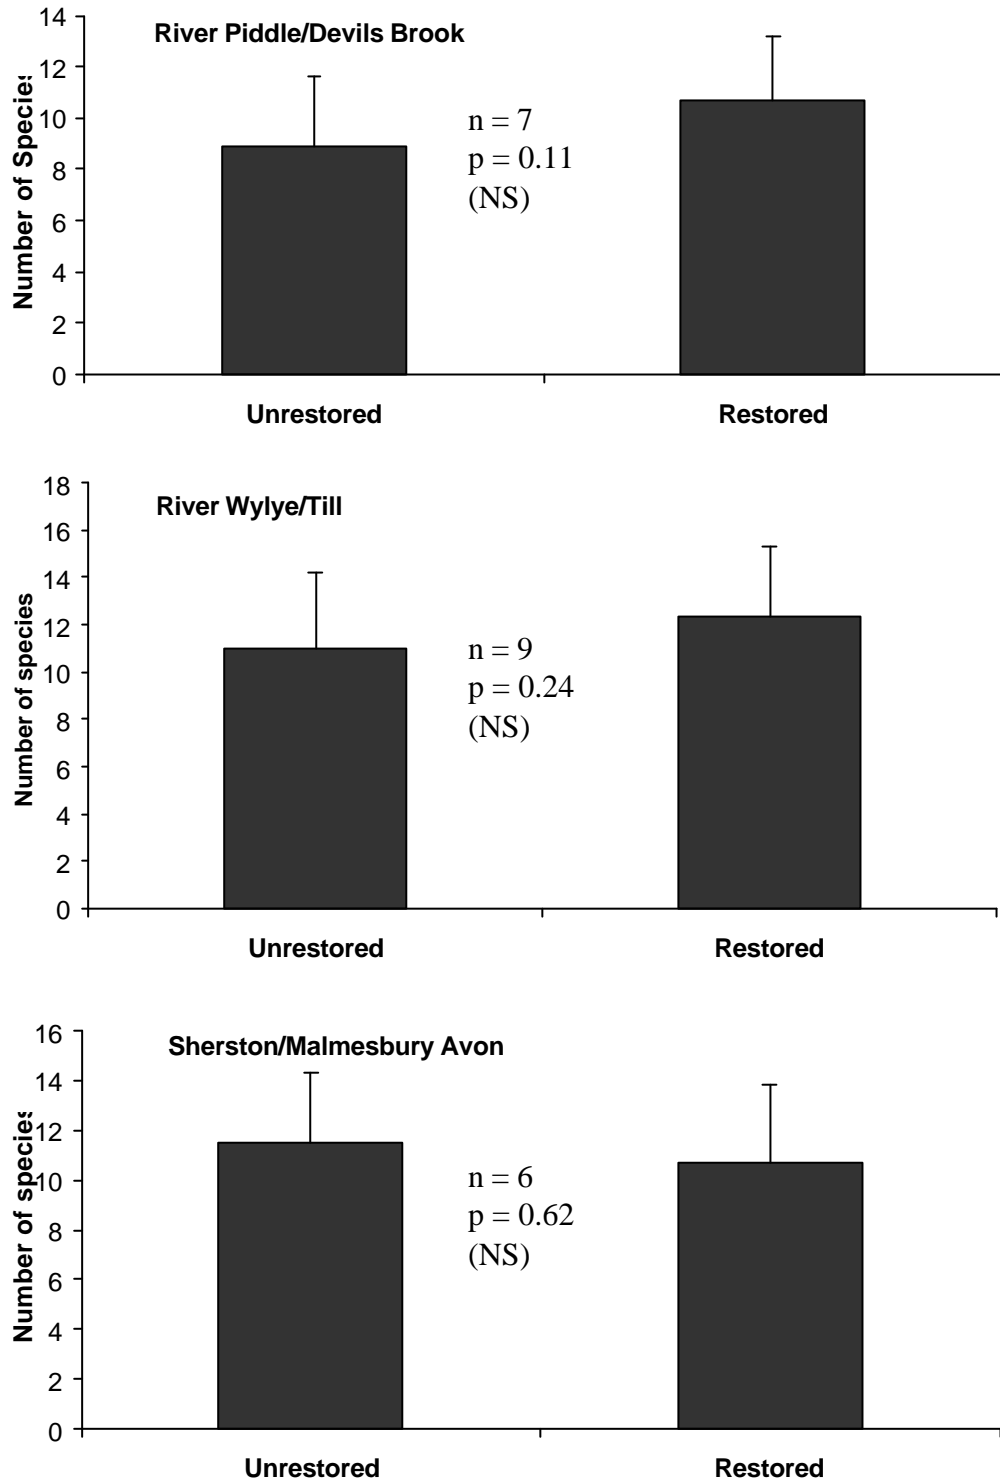 River Piddle/Devils Brook
Number of Species
14
12
10
8
6
4
2
0
n = 7
p = 0.11
(NS)
Unrestored Restored
River Wylye/Till
Number of species
18
16
14
12
10
8
6
4
2
0
n = 9
p = 0.24
(NS)
Unrestored Restored
Sherston/Malmesbury Avon
Number of species
16
14
12
10
8
6
4
2
0
n = 6
p = 0.62
(NS)
Unrestored Restored